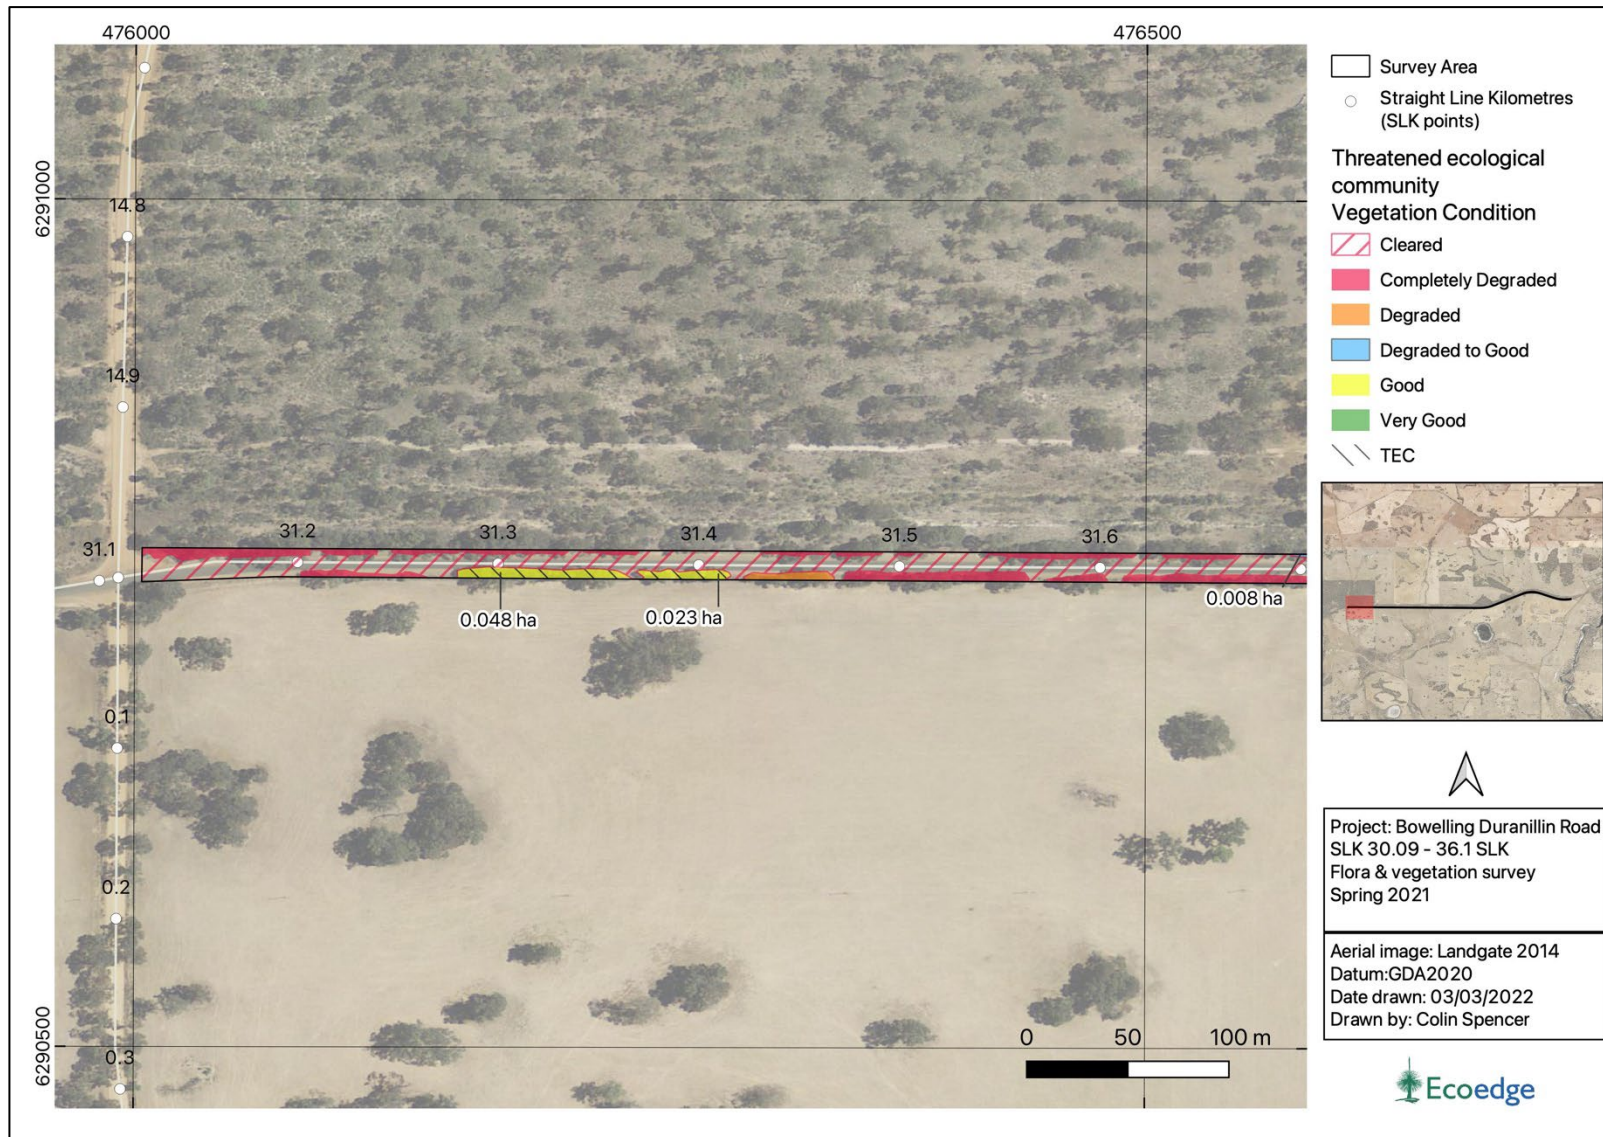 476000
476500
6291000
6290500
14.8
14.9
31.1
31.2
31.3
31.4
31.5
31.6
0.048 ha
0.023 ha
0.008 ha
0.1
0.2
0.3
0 50 100 m
Survey Area
Straight Line Kilometres
(SLK points)
Threatened ecological
community
Vegetation Condition
Cleared
Completely Degraded
Degraded
Degraded to Good
Good
Very Good
TEC
Project: Bowelling Duranillin Road
SLK 30.09 - 36.1 SLK
Flora & vegetation survey
Spring 2021
Aerial image: Landgate 2014
Datum:GDA2020
Date drawn: 03/03/2022
Drawn by: Colin Spencer
Ecoedge